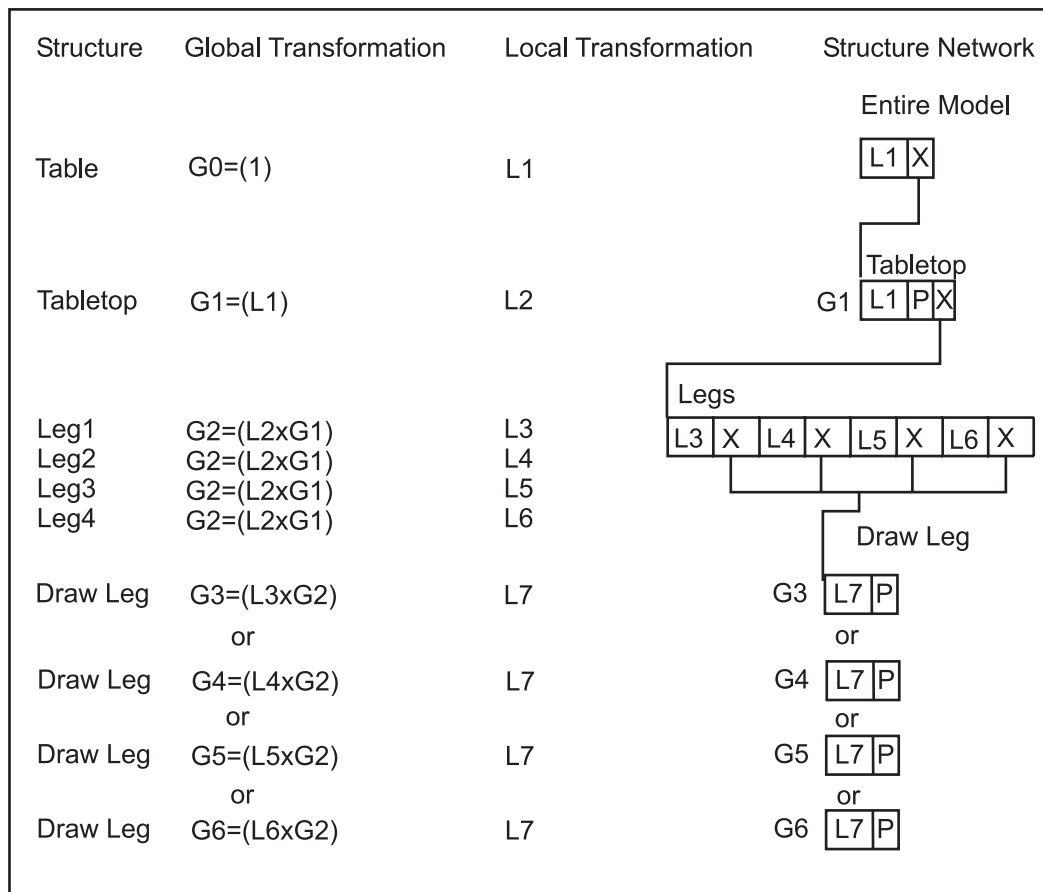 Structure Global Transformation Local Transformation Structure Network
Entire Model
Table G0=(1) L1 L1 X
Tabletop
Tabletop G1=(L1) L2 G1 L1 P X
Legs
Leg1 G2=(L2xG1) L3 L3 X L4 X L5 X L6 X
Leg2 G2=(L2xG1) L4
Leg3 G2=(L2xG1) L5
Leg4 G2=(L2xG1) L6
Draw Leg
Draw Leg G3=(L3xG2) L7 G3 L7 P
or or
Draw Leg G4=(L4xG2) L7 G4 L7 P
or or
Draw Leg G5=(L5xG2) L7 G5 L7 P
or or
Draw Leg G6=(L6xG2) L7 G6 L7 P